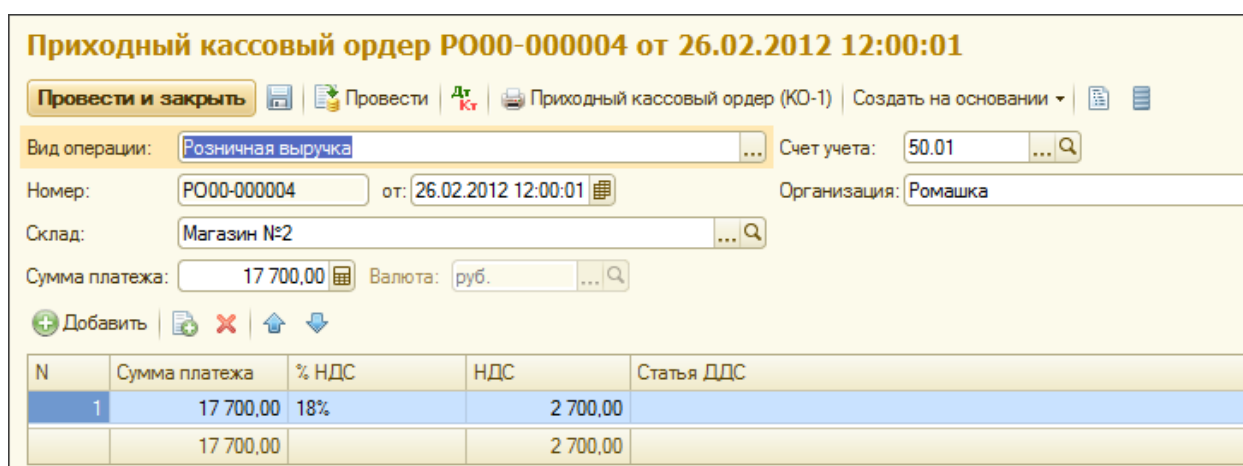 Приходный кассовый ордер РО00-000004 от 26.02.2012 12:00:01
Провести и закрыть Провести Дт Кт Приходный кассовый ордер (КО-1) Создать на основании
Вид операции: Розничная выручка ... Счет учета: 50.01 ...
Номер: РО00-000004 от: 26.02.2012 12:00:01 Организация: Ромашка
Склад: Магазин №2 ...
Сумма платежа: 17 700,00 Валюта: руб. ...
Добавить
N Сумма платежа % НДС НДС Статья ДДС
1 17 700,00 18% 2 700,00
17 700,00 2 700,00